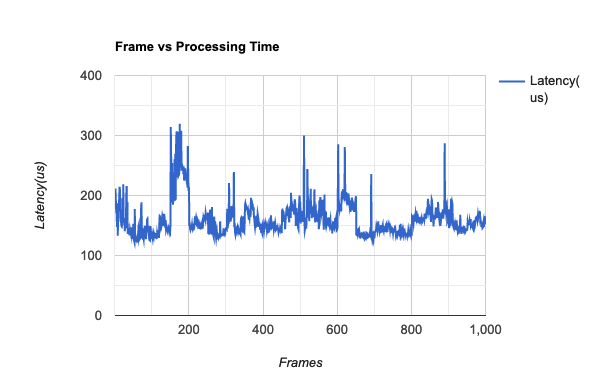 Frame vs Processing Time
400
300
200
100
0
200 400 600 800 1,000
Latency(us)
Frames
Latency(
us)